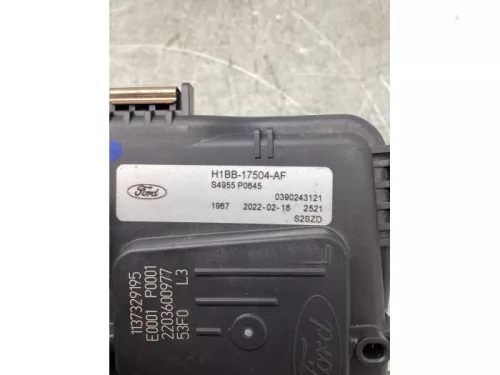 H1BB-17504-AF
S4955 P0645
Ford
0390243121
1967 2022-02-16 2521
S2SZD
1137329195
E0001 P0001
2203600977
53F0 L3
L
Ford